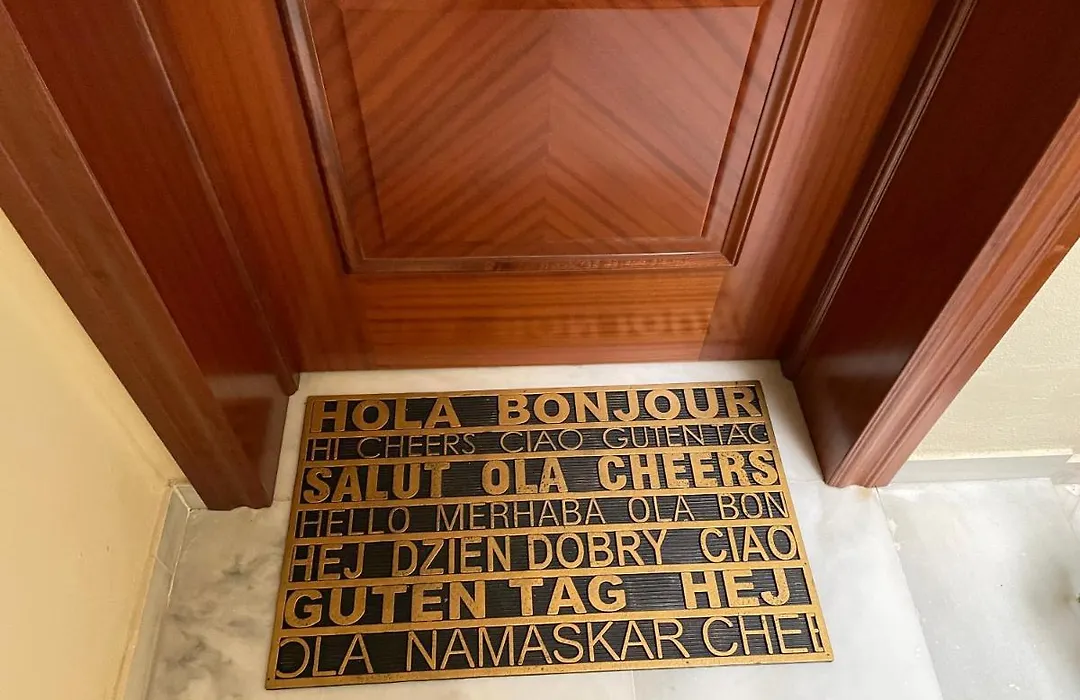 HOLA BONJOUR
HI CHEERS CIAO GUTEN TAG
SALUT OLA CHEERS
HELLO MERHABA OLA BON
HEJ DZIEN DOBRY CIAO
GUTEN TAG HEJ
OLA NAMASKAR CHEE